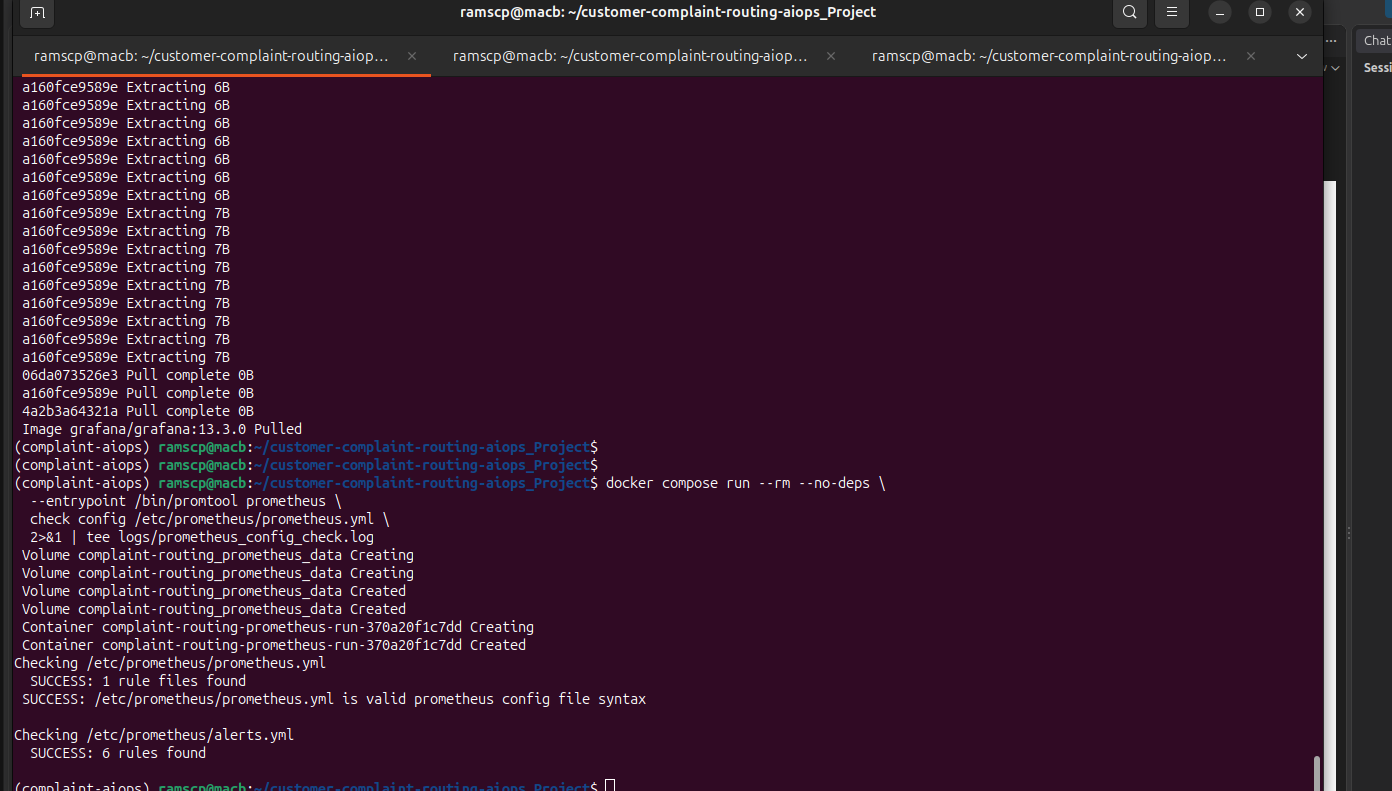 ramscp@macb: ~/customer-complaint-routing-aiops_Project
ramscp@macb: ~/customer-complaint-routing-aiop… × ramscp@macb: ~/customer-complaint-routing-aiop… × ramscp@macb: ~/customer-complaint-routing-aiop… ×
Chat
Sessi
a160fce9589e Extracting 6B
a160fce9589e Extracting 6B
a160fce9589e Extracting 6B
a160fce9589e Extracting 6B
a160fce9589e Extracting 6B
a160fce9589e Extracting 6B
a160fce9589e Extracting 6B
a160fce9589e Extracting 7B
a160fce9589e Extracting 7B
a160fce9589e Extracting 7B
a160fce9589e Extracting 7B
a160fce9589e Extracting 7B
a160fce9589e Extracting 7B
a160fce9589e Extracting 7B
a160fce9589e Extracting 7B
a160fce9589e Extracting 7B
06da073526e3 Pull complete 0B
a160fce9589e Pull complete 0B
4a2b3a64321a Pull complete 0B
Image grafana/grafana:13.3.0 Pulled
(complaint-aiops) ramscp@macb:~/customer-complaint-routing-aiops_Project$
(complaint-aiops) ramscp@macb:~/customer-complaint-routing-aiops_Project$
(complaint-aiops) ramscp@macb:~/customer-complaint-routing-aiops_Project$ docker compose run --rm --no-deps \
--entrypoint /bin/promtool prometheus \
check config /etc/prometheus/prometheus.yml \
2>&1 | tee logs/prometheus_config_check.log
Volume complaint-routing_prometheus_data Creating
Volume complaint-routing_prometheus_data Creating
Volume complaint-routing_prometheus_data Created
Volume complaint-routing_prometheus_data Created
Container complaint-routing-prometheus-run-370a20f1c7dd Creating
Container complaint-routing-prometheus-run-370a20f1c7dd Created
Checking /etc/prometheus/prometheus.yml
SUCCESS: 1 rule files found
SUCCESS: /etc/prometheus/prometheus.yml is valid prometheus config file syntax
Checking /etc/prometheus/alerts.yml
SUCCESS: 6 rules found
(complaint-aiops) ramscp@macb:~/customer-complaint-routing-aiops_Project$